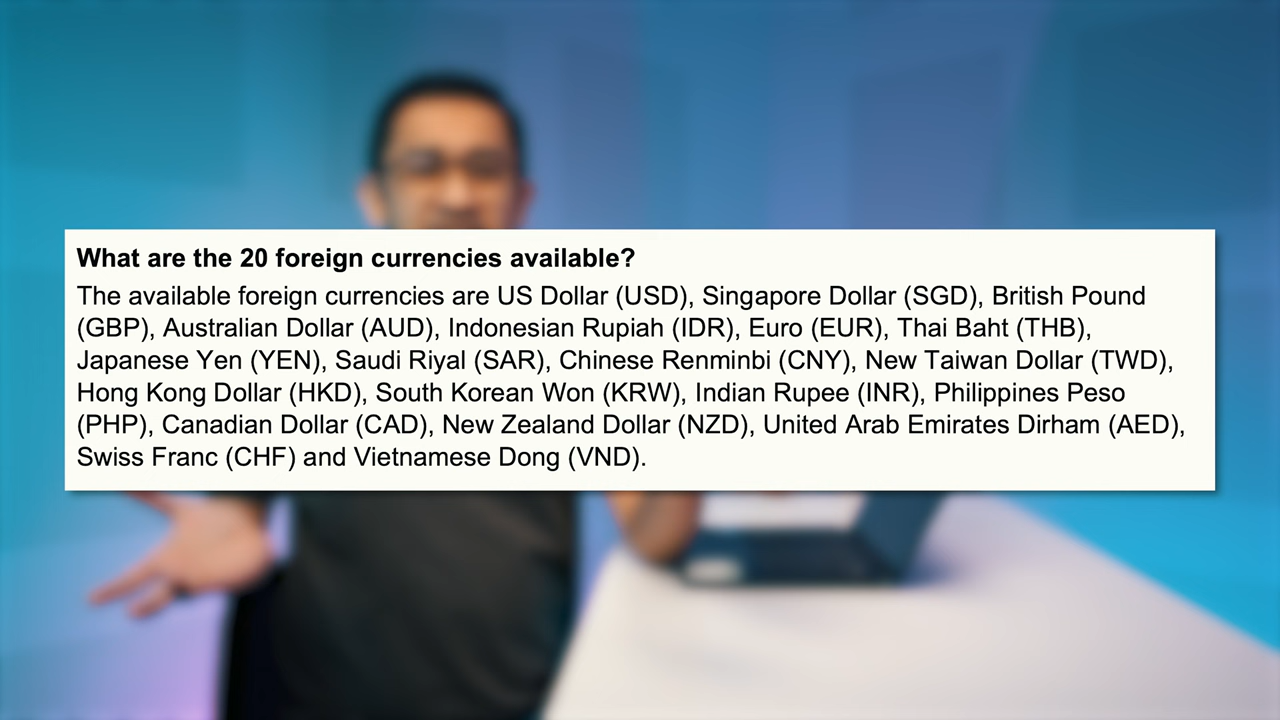 What are the 20 foreign currencies available?
The available foreign currencies are US Dollar (USD), Singapore Dollar (SGD), British Pound
(GBP), Australian Dollar (AUD), Indonesian Rupiah (IDR), Euro (EUR), Thai Baht (THB),
Japanese Yen (YEN), Saudi Riyal (SAR), Chinese Renminbi (CNY), New Taiwan Dollar (TWD),
Hong Kong Dollar (HKD), South Korean Won (KRW), Indian Rupee (INR), Philippines Peso
(PHP), Canadian Dollar (CAD), New Zealand Dollar (NZD), United Arab Emirates Dirham (AED),
Swiss Franc (CHF) and Vietnamese Dong (VND).